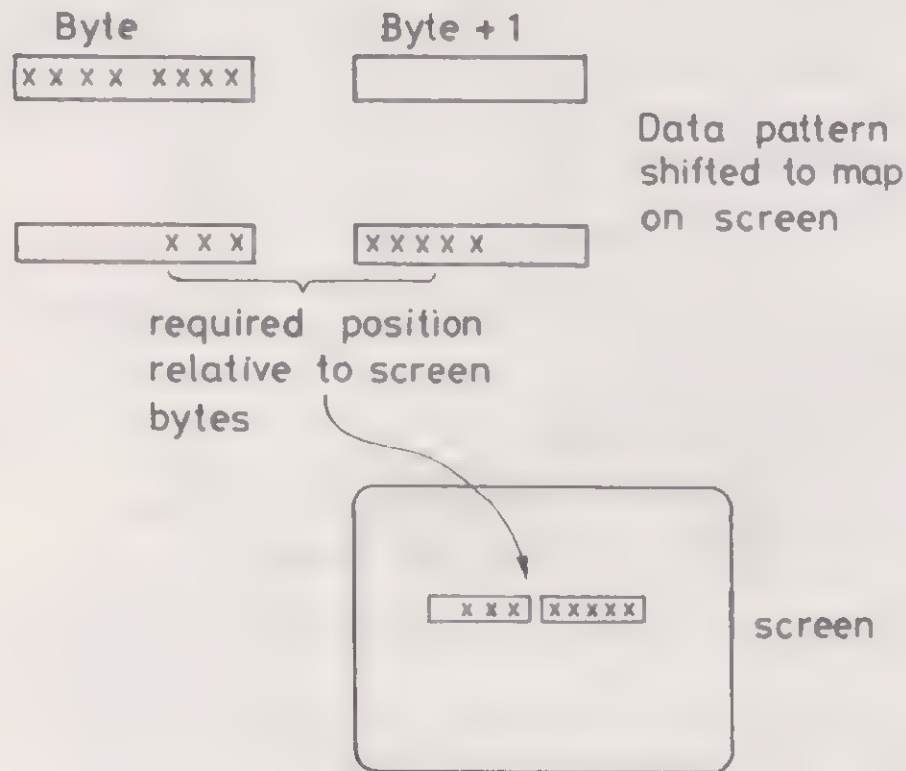 Byte
Byte + 1
X X X X X X X X
Data pattern
shifted to map
on screen
X X X
X X X X X
required position
relative to screen
bytes
X X X
X X X X X
screen